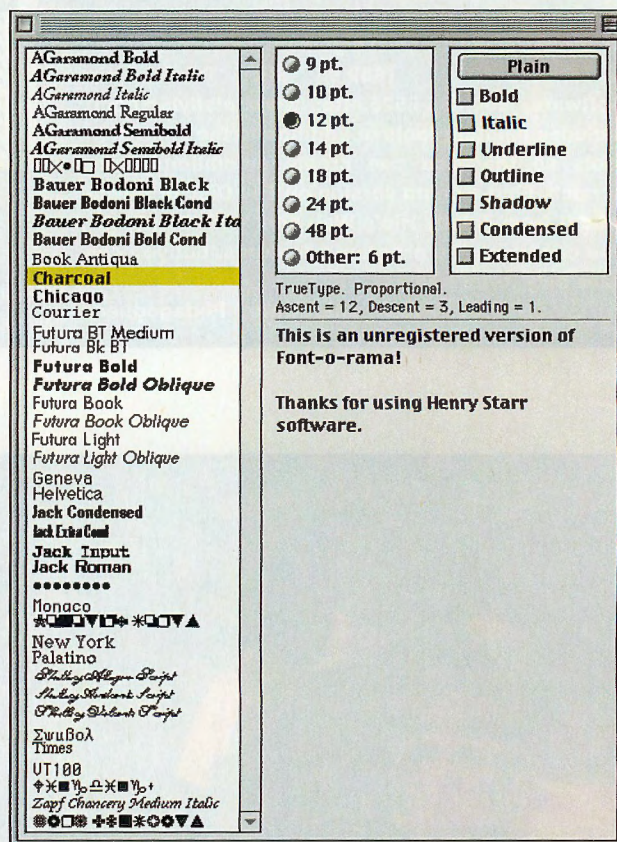 AGaramond Bold
AGaramond Bold Italic
AGaramond Italic
AGaramond Regular
AGaramond Semibold
AGaramond Semibold Italic
Bauer Bodoni Black
Bauer Bodoni Black Cond
Bauer Bodoni Black Ita
Bauer Bodoni Bold Cond
Book Antiqua
Charcoal
Chicago
Courier
Futura BT Medium
Futura Bk BT
Futura Bold
Futura Bold Oblique
Futura Book
Futura Book Oblique
Futura Light
Futura Light Oblique
Geneva
Helvetica
Jack Condensed
Jack Extra Cond
Jack Input
Jack Roman
Monaco
New York
Palatino
Shelley Allegro Script
Shelley Andante Script
Shelley Volante Script
Σψμβολ
Times
VT100
Zapf Chancery Medium Italic
9 pt.
10 pt.
12 pt.
14 pt.
18 pt.
24 pt.
48 pt.
Other: 6 pt.
Plain
Bold
Italic
Underline
Outline
Shadow
Condensed
Extended
TrueType. Proportional.
Ascent = 12, Descent = 3, Leading = 1.
This is an unregistered version of
Font-o-rama!
Thanks for using Henry Starr
software.